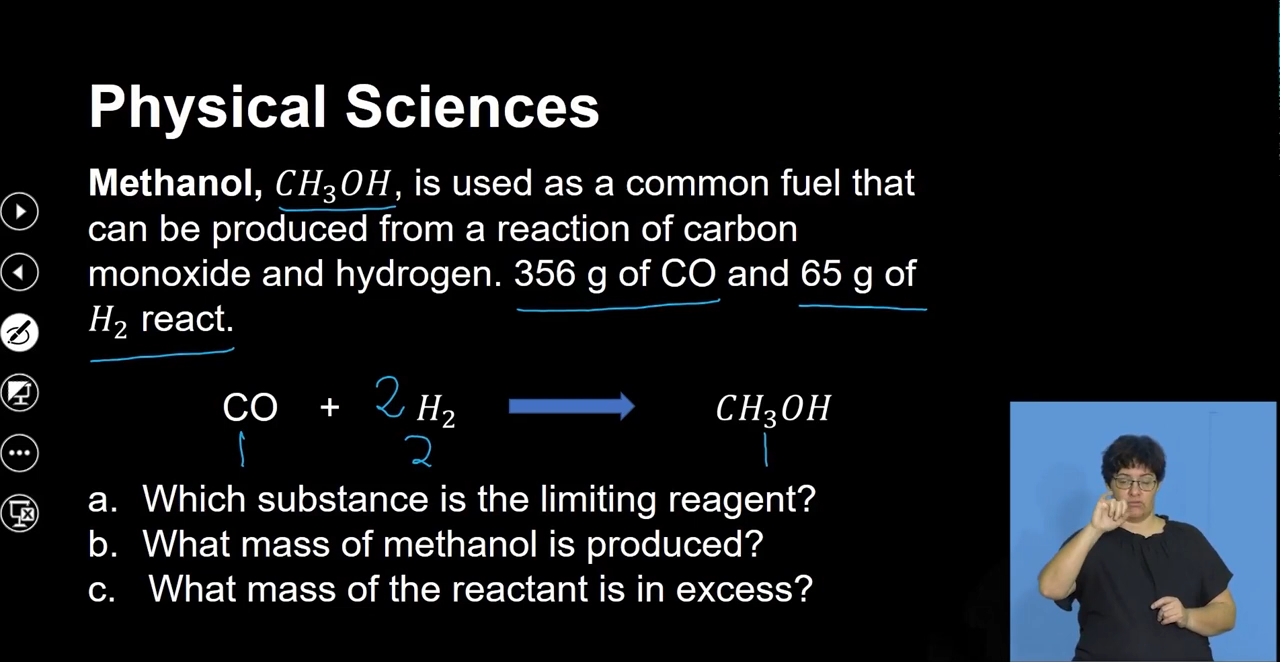 Physical Sciences
Methanol, CH₃OH, is used as a common fuel that
can be produced from a reaction of carbon
monoxide and hydrogen. 356 g of CO and 65 g of
H₂ react.
CO + 2 H₂ CH₃OH
1 2 1
a. Which substance is the limiting reagent?
b. What mass of methanol is produced?
c. What mass of the reactant is in excess?